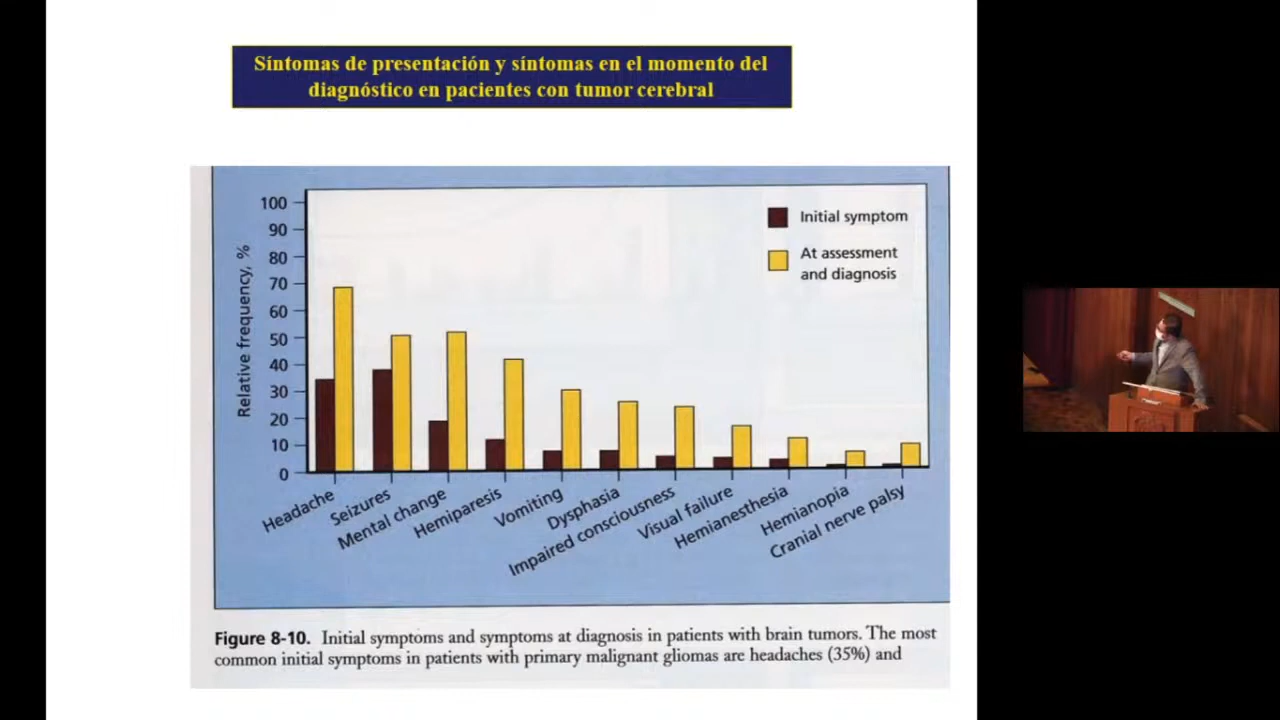 Síntomas de presentación y síntomas en el momento del
diagnóstico en pacientes con tumor cerebral
Relative frequency, %
100
90
80
70
60
50
40
30
20
10
0
Initial symptom
At assessment
and diagnosis
Headache
Seizures
Mental change
Hemiparesis
Vomiting
Dysphasia
Impaired consciousness
Visual failure
Hemianesthesia
Hemianopia
Cranial nerve palsy
Figure 8-10. Initial symptoms and symptoms at diagnosis in patients with brain tumors. The most
common initial symptoms in patients with primary malignant gliomas are headaches (35%) and